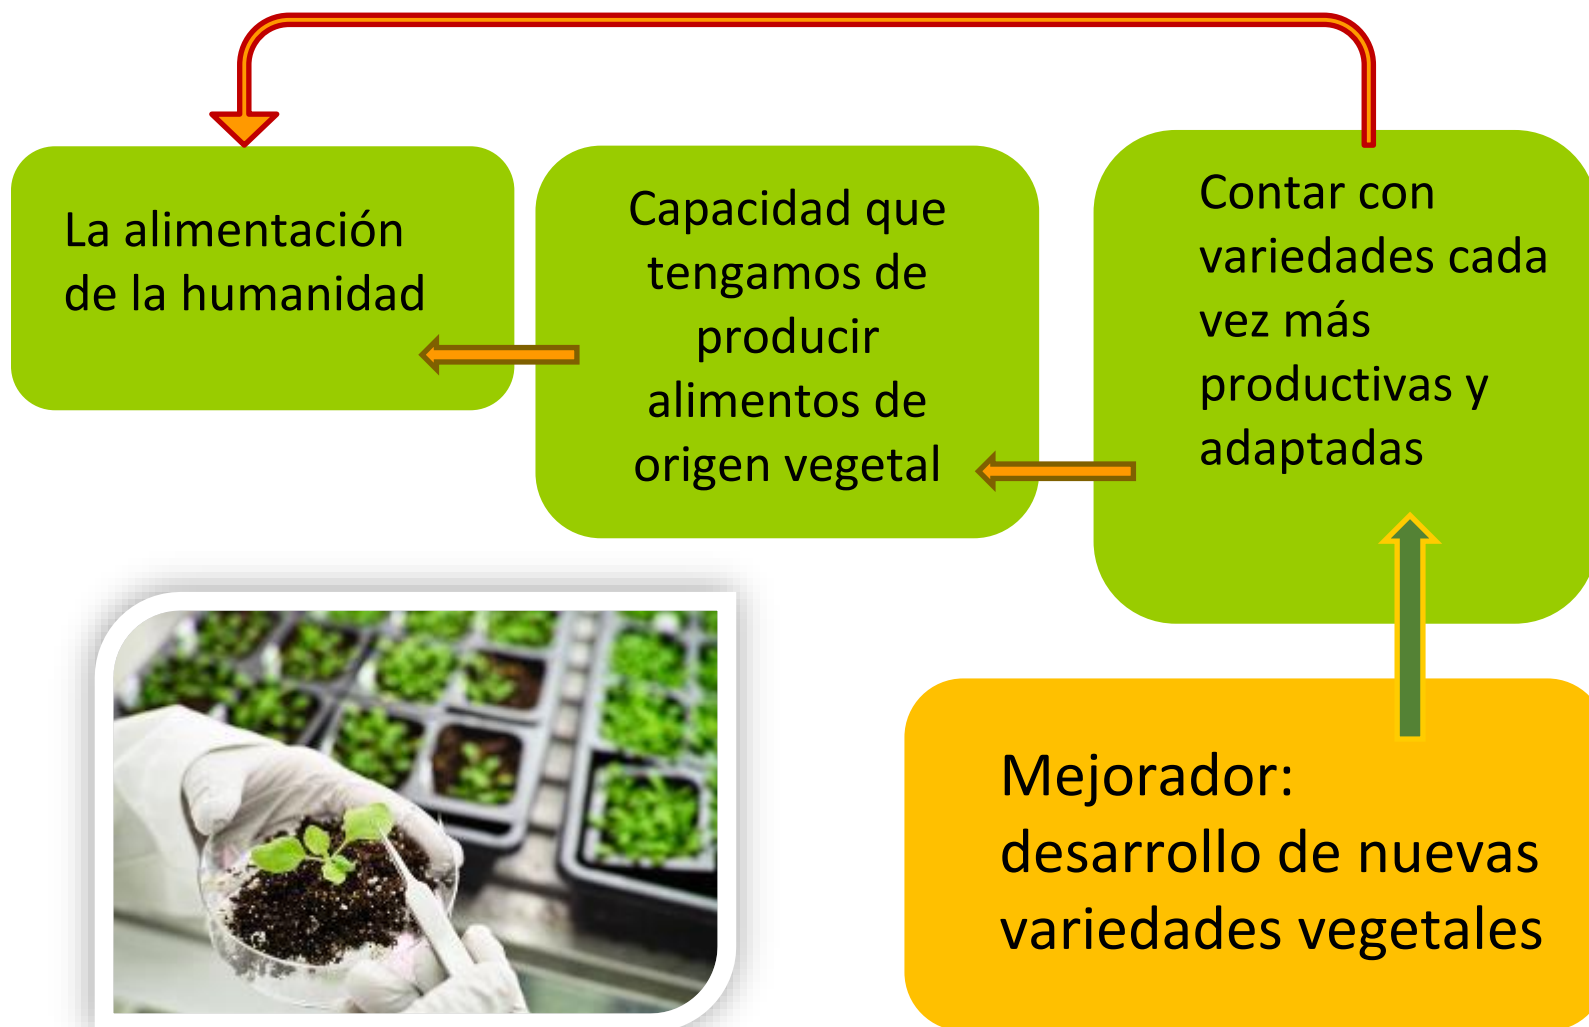 La alimentación
de la humanidad
Capacidad que
tengamos de
producir
alimentos de
origen vegetal
Contar con
variedades cada
vez más
productivas y
adaptadas
Mejorador:
desarrollo de nuevas
variedades vegetales